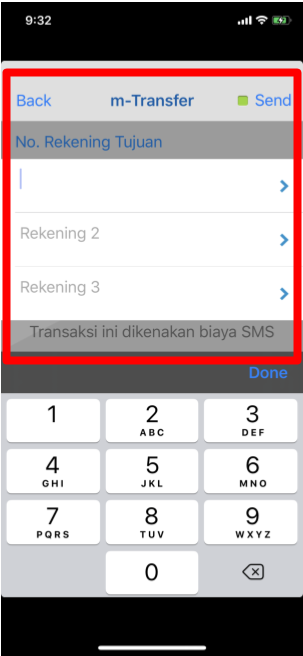 9:32
Back m-Transfer Send
No. Rekening Tujuan
Rekening 2
Rekening 3
Transaksi ini dikenakan biaya SMS
Done
1 2 3
ABC DEF
4 5 6
GHI JKL MNO
7 8 9
PQRS TUV WXYZ
0